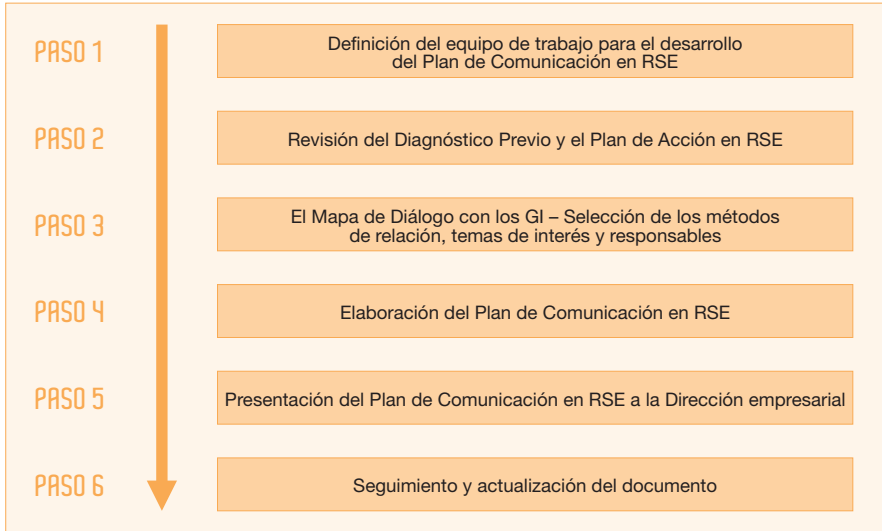 PASO 1
Definición del equipo de trabajo para el desarrollo
del Plan de Comunicación en RSE
PASO 2
Revisión del Diagnóstico Previo y el Plan de Acción en RSE
PASO 3
El Mapa de Diálogo con los GI – Selección de los métodos
de relación, temas de interés y responsables
PASO 4
Elaboración del Plan de Comunicación en RSE
PASO 5
Presentación del Plan de Comunicación en RSE a la Dirección empresarial
PASO 6
Seguimiento y actualización del documento